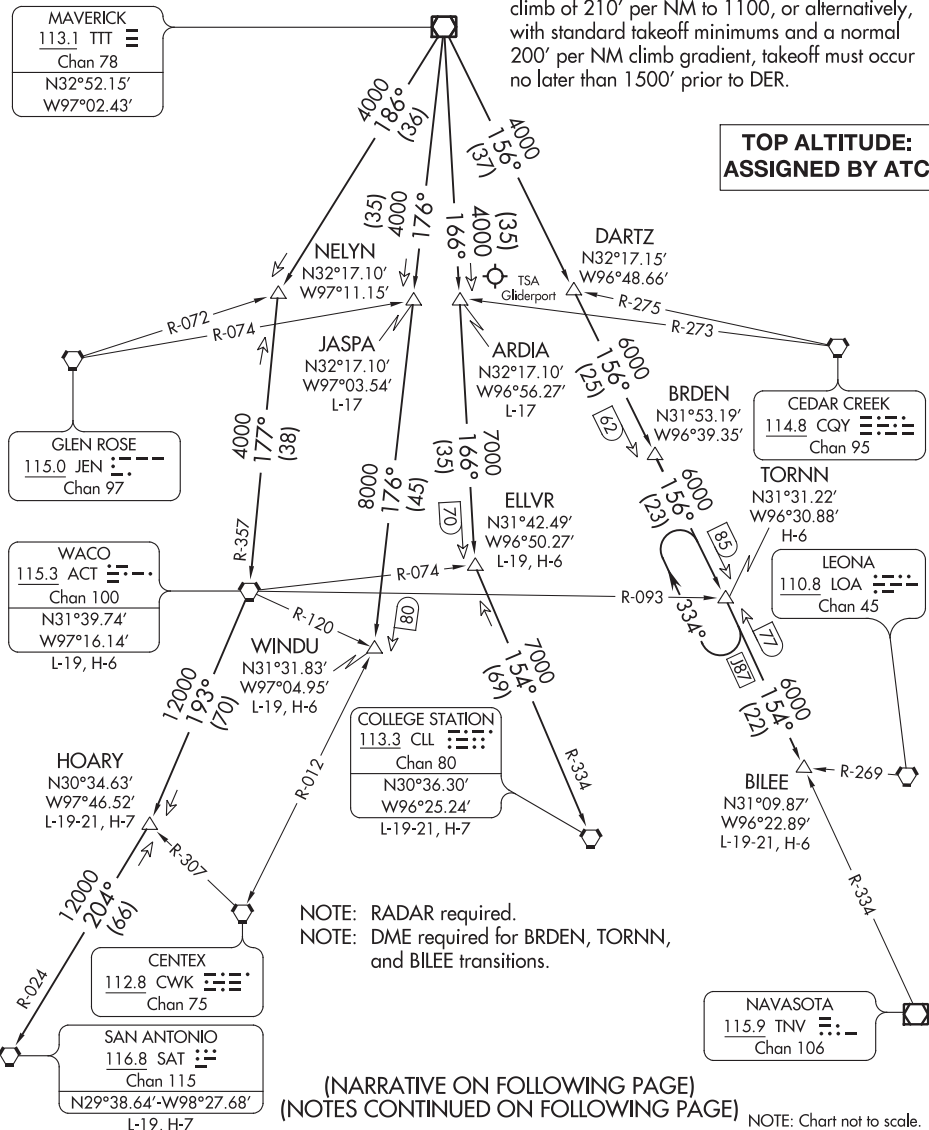 climb of 210' per NM to 1100, or alternatively,
with standard takeoff minimums and a normal
200' per NM climb gradient, takeoff must occur
no later than 1500' prior to DER.
MAVERICK
113.1 TTT
Chan 78
N32°52.15'
W97°02.43'
TOP ALTITUDE:
ASSIGNED BY ATC
4000
186°
(36)
(35)
4000
176°
(35)
4000
166°
4000
156°
(37)
NELYN
N32°17.10'
W97°11.15'
JASPA
N32°17.10'
W97°03.54'
L-17
TSA
Gliderport
ARDIA
N32°17.10'
W96°56.27'
L-17
DARTZ
N32°17.15'
W96°48.66'
R-072
R-074
R-275
R-273
GLEN ROSE
115.0 JEN
Chan 97
CEDAR CREEK
114.8 CQY
Chan 95
6000
156°
(25)
62
BRDEN
N31°53.19'
W96°39.35'
4000
177°
(38)
R-357
8000
176°
(45)
80
7000
166°
(35)
70
ELLVR
N31°42.49'
W96°50.27'
L-19, H-6
6000
156°
(23)
85
TORNN
N31°31.22'
W96°30.88'
H-6
WACO
115.3 ACT
Chan 100
N31°39.74'
W97°16.14'
L-19, H-6
R-074
R-093
R-120
LEONA
110.8 LOA
Chan 45
334°
77
J87
6000
154°
(22)
WINDU
N31°31.83'
W97°04.95'
L-19, H-6
12000
193°
(70)
7000
154°
(69)
R-334
COLLEGE STATION
113.3 CLL
Chan 80
N30°36.30'
W96°25.24'
L-19-21, H-7
R-012
HOARY
N30°34.63'
W97°46.52'
L-19-21, H-7
BILEE
N31°09.87'
W96°22.89'
L-19-21, H-6
R-269
R-307
R-334
12000
204°
(66)
R-024
CENTEX
112.8 CWK
Chan 75
NOTE: RADAR required.
NOTE: DME required for BRDEN, TORNN,
and BILEE transitions.
NAVASOTA
115.9 TNV
Chan 106
SAN ANTONIO
116.8 SAT
Chan 115
N29°38.64'-W98°27.68'
L-19, H-7
(NARRATIVE ON FOLLOWING PAGE)
(NOTES CONTINUED ON FOLLOWING PAGE)
NOTE: Chart not to scale.